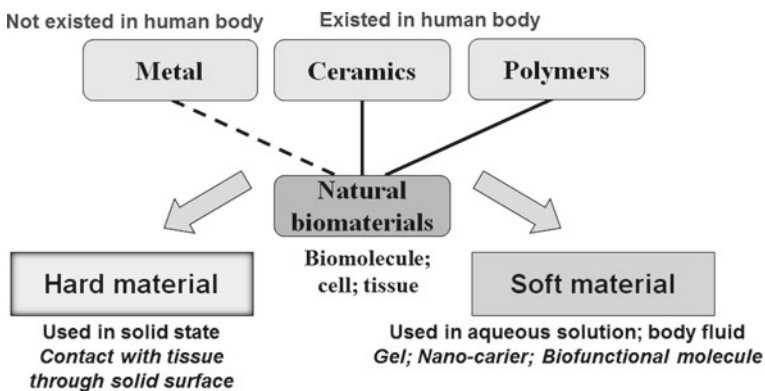 Not existed in human body
Existed in human body
Metal
Ceramics
Polymers
Natural
biomaterials
Biomolecule;
cell; tissue
Hard material
Used in solid state
Contact with tissue
through solid surface
Soft material
Used in aqueous solution; body fluid
Gel; Nano-carier; Biofunctional molecule